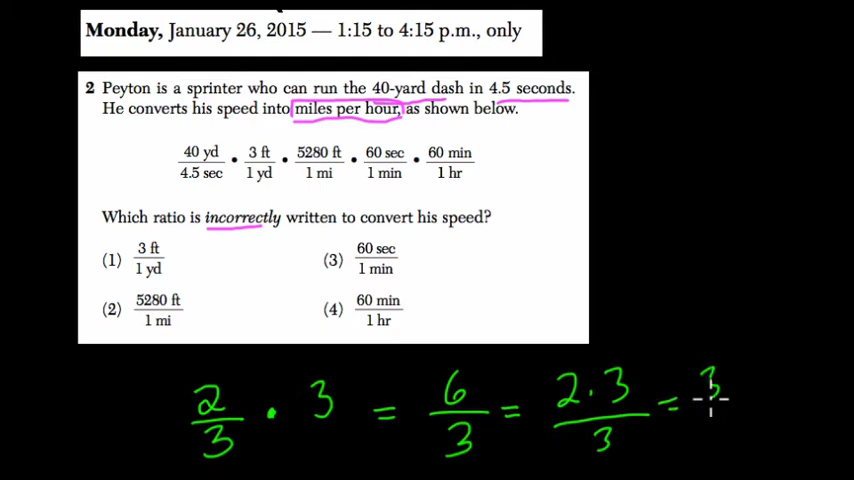 Monday, January 26, 2015 — 1:15 to 4:15 p.m., only
2 Peyton is a sprinter who can run the 40-yard dash in 4.5 seconds.
He converts his speed into miles per hour, as shown below.
40 yd/4.5 sec • 3 ft/1 yd • 5280 ft/1 mi • 60 sec/1 min • 60 min/1 hr
Which ratio is incorrectly written to convert his speed?
(1) 3 ft/1 yd (3) 60 sec/1 min
(2) 5280 ft/1 mi (4) 60 min/1 hr
2/3 • 3 = 6/3 = 2·3/3 = 3